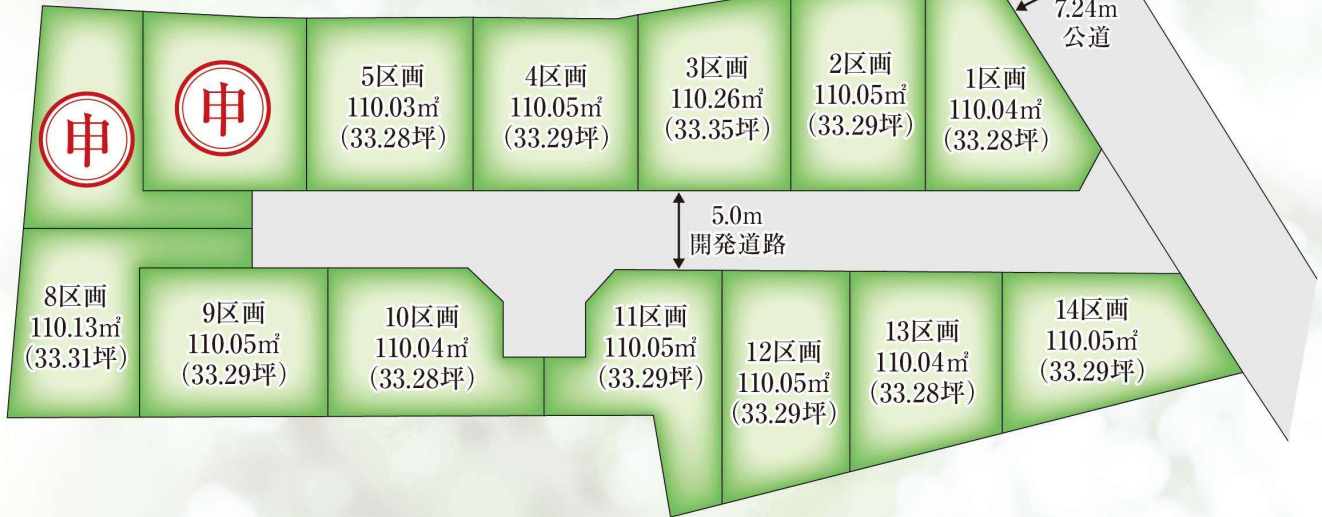 7.24m
公道
申
申
5区画
110.03㎡
(33.28坪)
4区画
110.05㎡
(33.29坪)
3区画
110.26㎡
(33.35坪)
2区画
110.05㎡
(33.29坪)
1区画
110.04㎡
(33.28坪)
5.0m
開発道路
8区画
110.13㎡
(33.31坪)
9区画
110.05㎡
(33.29坪)
10区画
110.04㎡
(33.28坪)
11区画
110.05㎡
(33.29坪)
12区画
110.05㎡
(33.29坪)
13区画
110.04㎡
(33.28坪)
14区画
110.05㎡
(33.29坪)